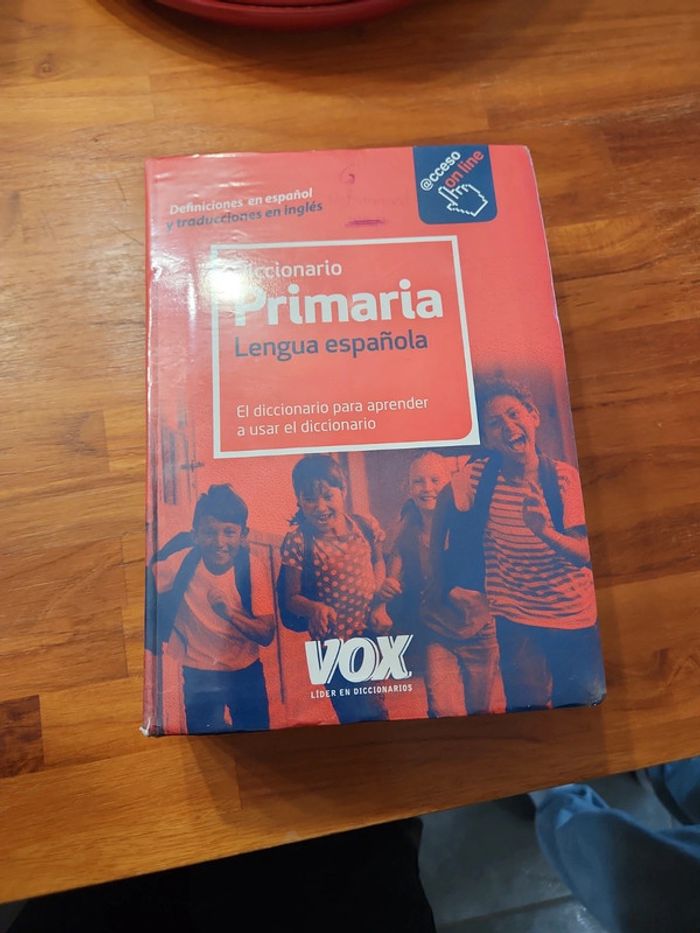 Definiciones en español
y traducciones en inglés
@cceso
on line
Diccionario
Primaria
Lengua española
El diccionario para aprender
a usar el diccionario
VOX
LÍDER EN DICCIONARIOS